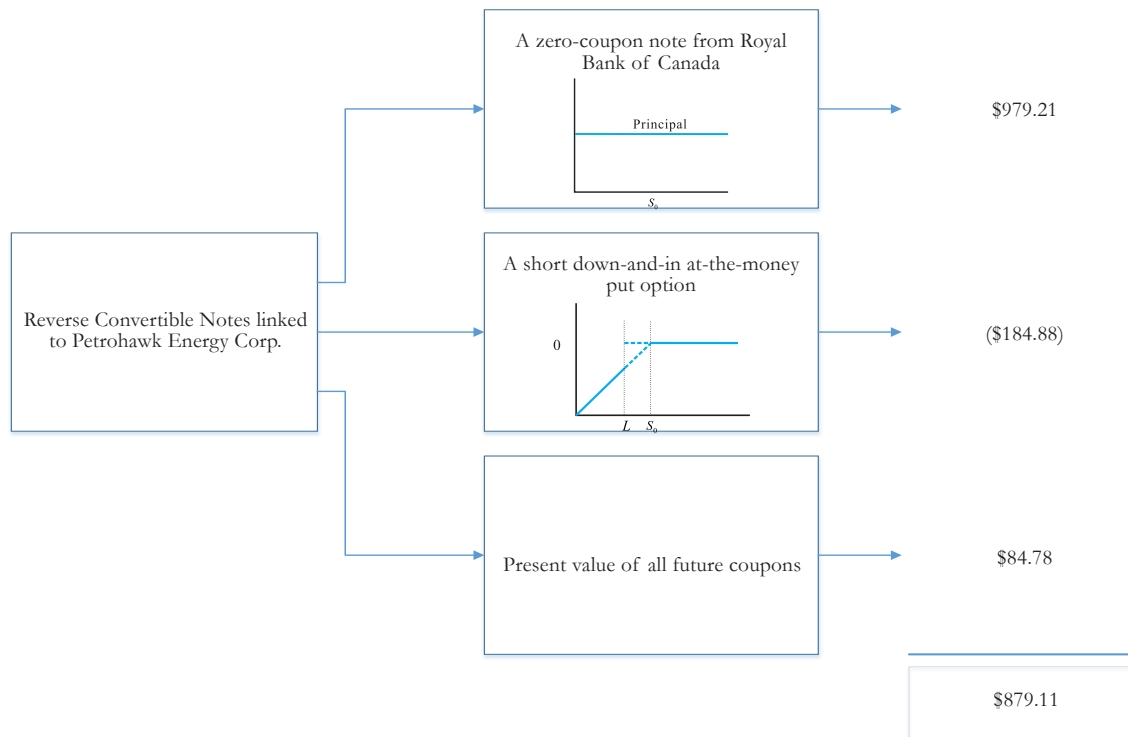 A zero-coupon note from Royal
Bank of Canada
Principal
S₀
$979.21
Reverse Convertible Notes linked
to Petrohawk Energy Corp.
A short down-and-in at-the-money
put option
0
L S₀
($184.88)
Present value of all future coupons
$84.78
$879.11